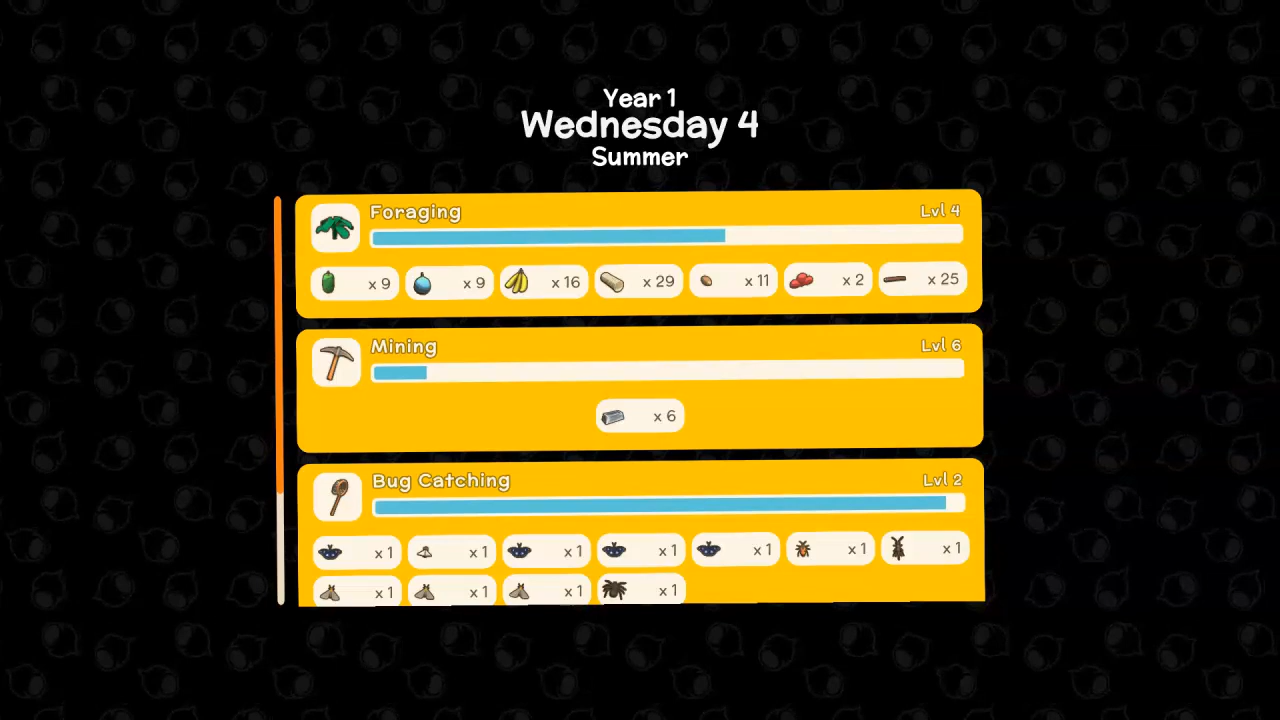 Year 1
Wednesday 4
Summer
Foraging Lvl 4
x 9 x 9 x 16 x 29 x 11 x 2 x 25
Mining Lvl 6
x 6
Bug Catching Lvl 2
x 1 x 1 x 1 x 1 x 1 x 1 x 1
x 1 x 1 x 1 x 1